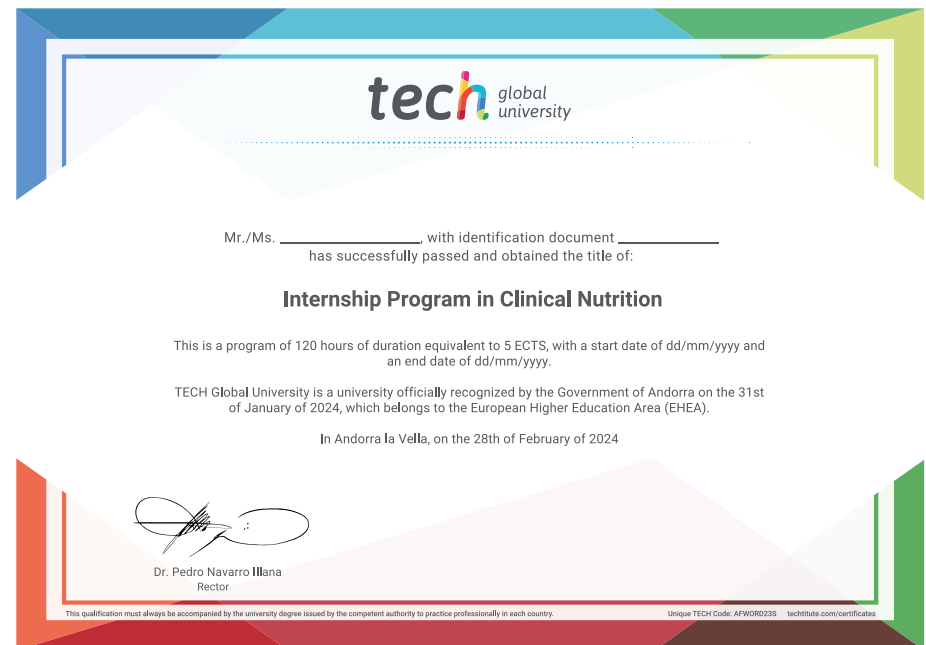 tech global university
Mr./Ms. ________________, with identification document ____________
has successfully passed and obtained the title of:
Internship Program in Clinical Nutrition
This is a program of 120 hours of duration equivalent to 5 ECTS, with a start date of dd/mm/yyyy and
an end date of dd/mm/yyyy.
TECH Global University is a university officially recognized by the Government of Andorra on the 31st
of January of 2024, which belongs to the European Higher Education Area (EHEA).
In Andorra la Vella, on the 28th of February of 2024
Dr. Pedro Navarro Illana
Rector
This qualification must always be accompanied by the university degree issued by the competent authority to practice professionally in each country. Unique TECH Code: AFWORD23S techtitute.com/certificates